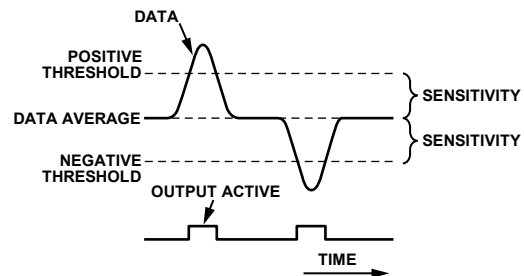 DATA
POSITIVE
THRESHOLD
SENSITIVITY
DATA AVERAGE
SENSITIVITY
NEGATIVE
THRESHOLD
OUTPUT ACTIVE
TIME